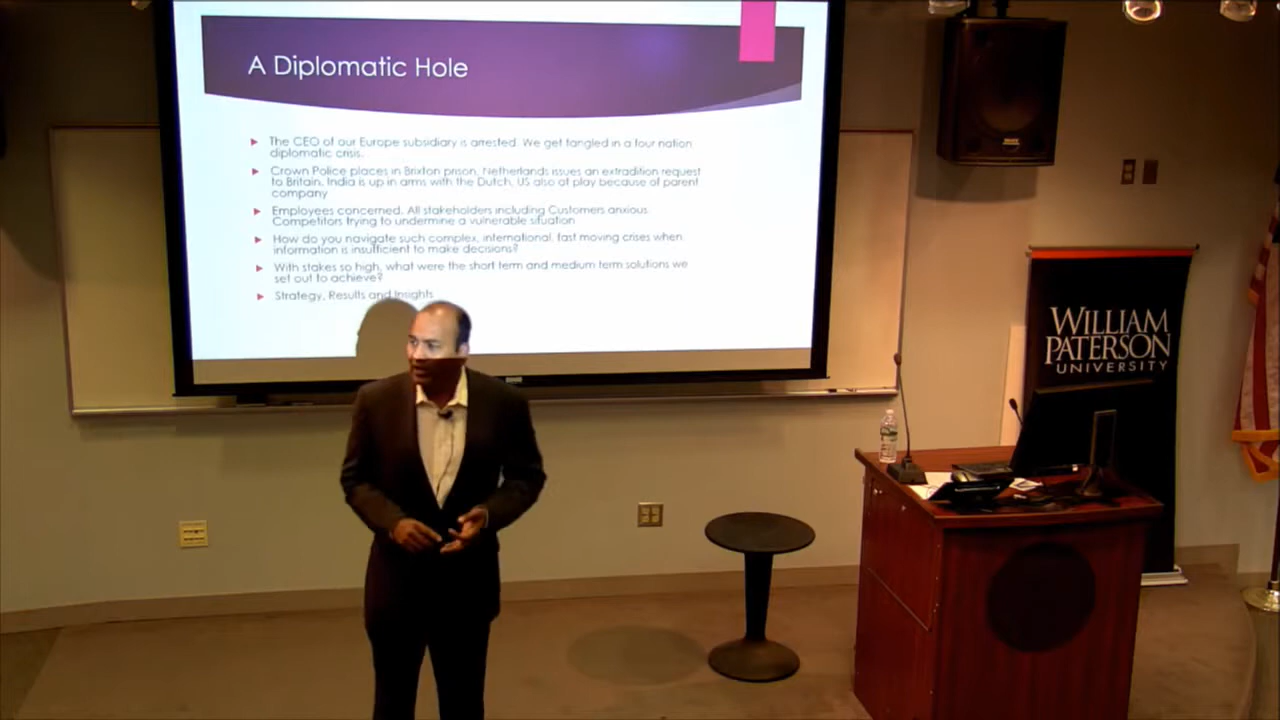 A Diplomatic Hole
The CEO of our Europe subsidiary is arrested. We get tangled in a four nation
diplomatic crisis.
Crown Police places in Brixton prison, Netherlands issues an extradition request
to Britain. India is up in arms with the Dutch, US also at play because of parent
company
Employees concerned. All stakeholders including Customers anxious.
Competitors trying to undermine a vulnerable situation
How do you navigate such complex, international, fast moving crises when
information is insufficient to make decisions?
With stakes so high, what were the short term and medium term solutions we
set out to achieve?
Strategy, Results and Insights
WILLIAM
PATERSON
UNIVERSITY